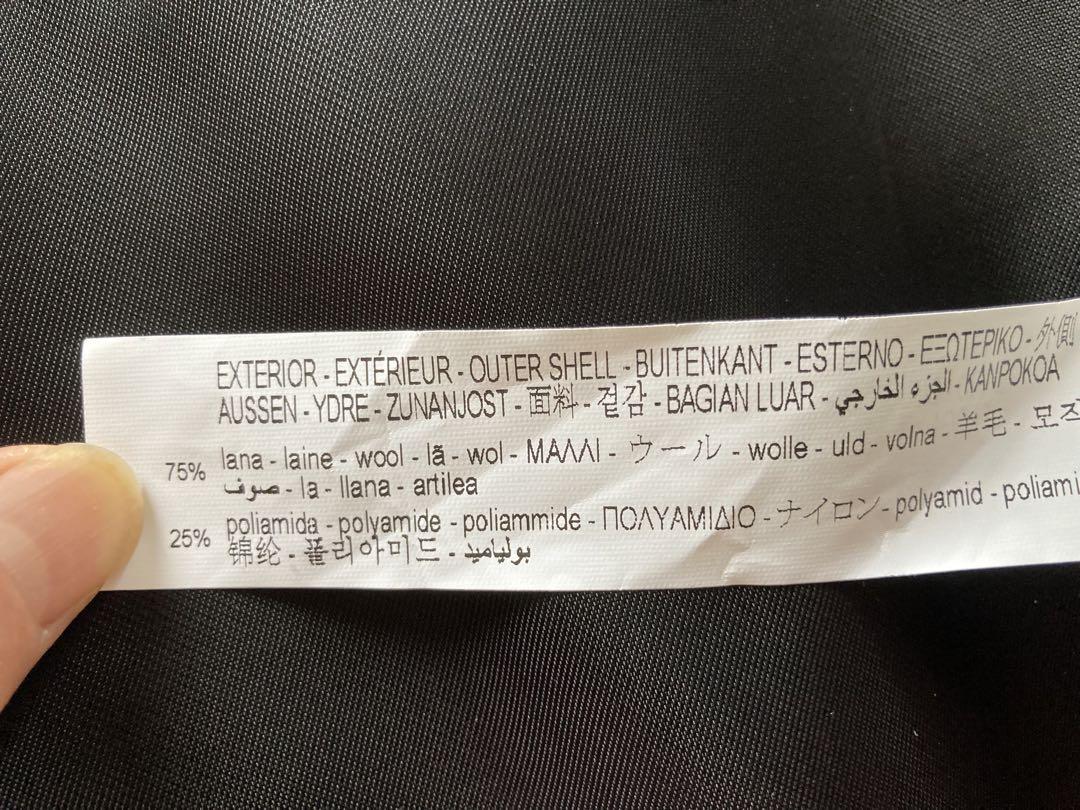 EXTERIOR - EXTÉRIEUR - OUTER SHELL - BUITENKANT - ESTERNO - ΕΞΩΤΕΡΙΚΟ - 外側
AUSSEN - YDRE - ZUNANJOST - 面料 - 겉감 - BAGIAN LUAR - الجزء الخارجي - KANPOKOA
75% lana - laine - wool - lã - wol - ΜΑΛΛΙ - ウール - wolle - uld - volna - 羊毛 -
صوف - la - llana - artilea
25% poliamida - polyamide - poliammide - ΠΟΛΥΑΜΙΔΙΟ - ナイロン - polyamid -
锦纶 - 폴리아미드 - بولياميد